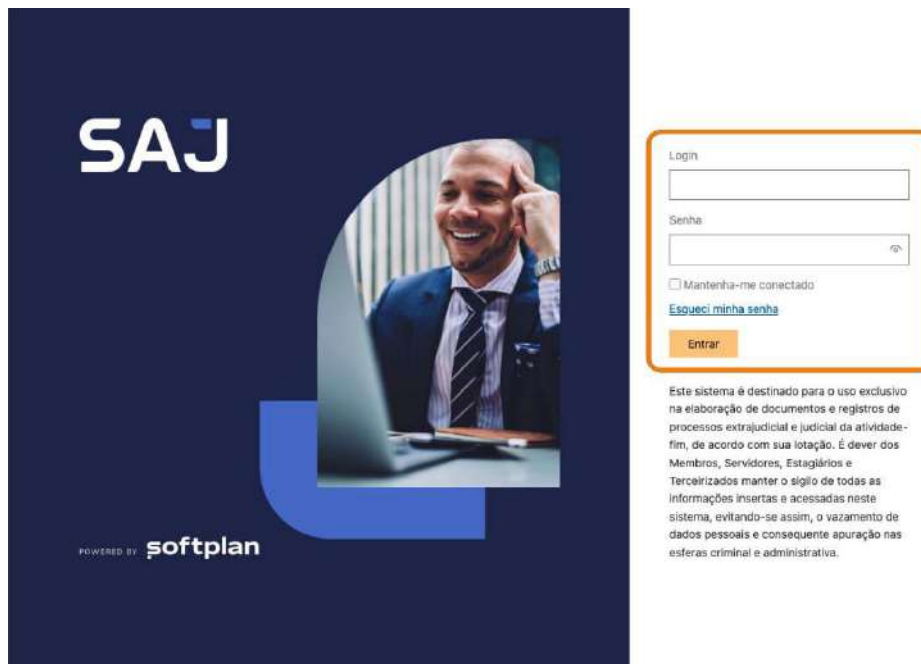 SAJ
POWERED BY softplan
Login
Senha
Mantenha-me conectado
Esqueci minha senha
Entrar
Este sistema é destinado para o uso exclusivo
na elaboração de documentos e registros de
processos extrajudicial e judicial da atividade-
fim, de acordo com sua lotação. É dever dos
Membros, Servidores, Estagiários e
Terceirizados manter o sigilo de todas as
informações insertas e acessadas neste
sistema, evitando-se assim, o vazamento de
dados pessoais e consequente apuração nas
esferas criminal e administrativa.